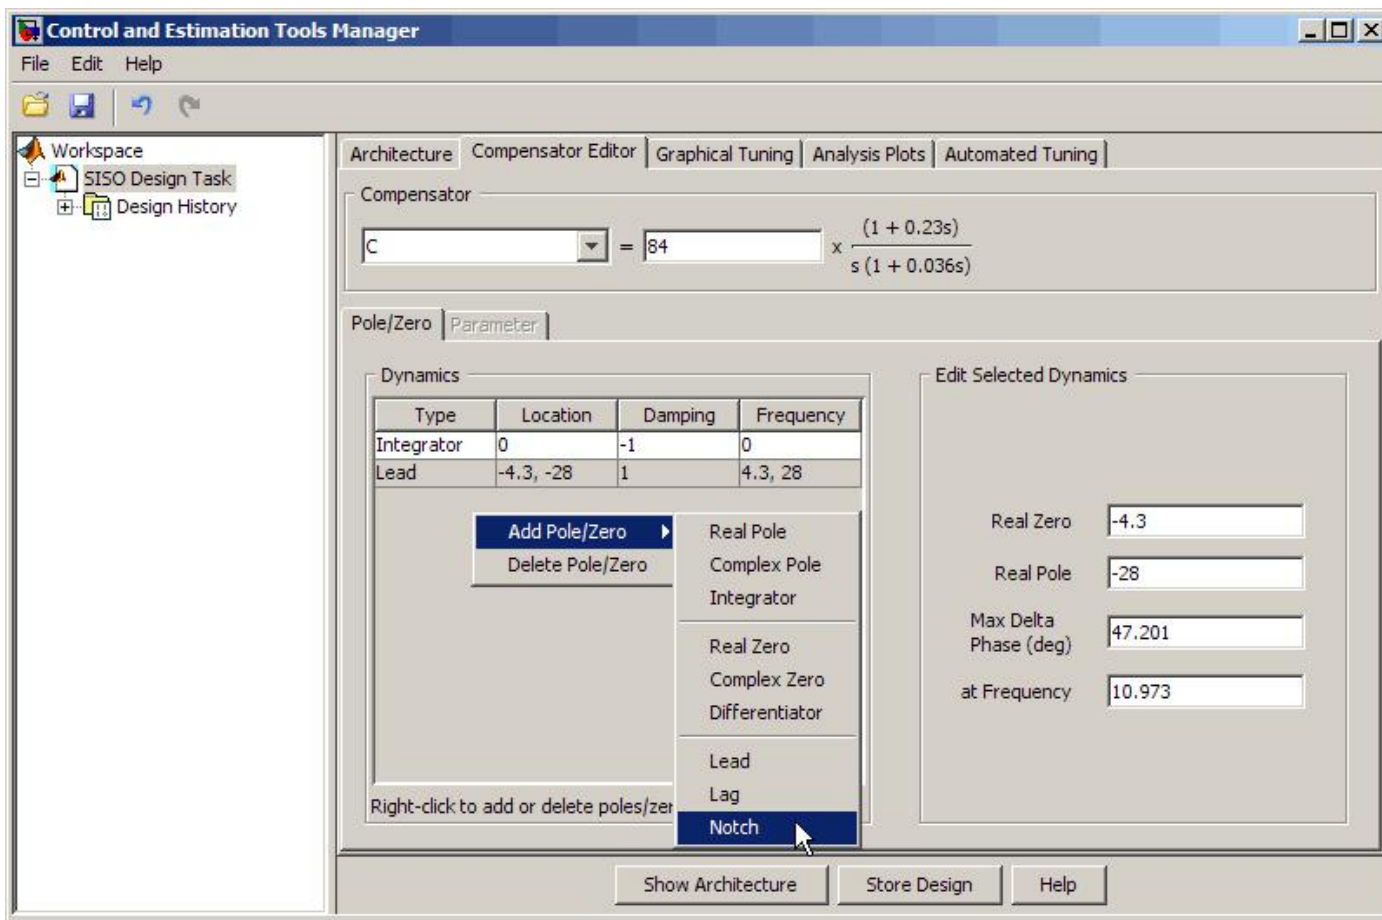 Control and Estimation Tools Manager
File Edit Help
Workspace
SISO Design Task
Design History
Architecture Compensator Editor Graphical Tuning Analysis Plots Automated Tuning
Compensator
C = 84 x (1 + 0.23s)
s (1 + 0.036s)
Pole/Zero Parameter
Dynamics
Type Location Damping Frequency
Integrator 0 -1 0
Lead -4.3, -28 1 4.3, 28
Add Pole/Zero
Delete Pole/Zero
Real Pole
Complex Pole
Integrator
Real Zero
Complex Zero
Differentiator
Lead
Lag
Notch
Right-click to add or delete poles/zer
Edit Selected Dynamics
Real Zero -4.3
Real Pole -28
Max Delta
Phase (deg) 47.201
at Frequency 10.973
Show Architecture Store Design Help